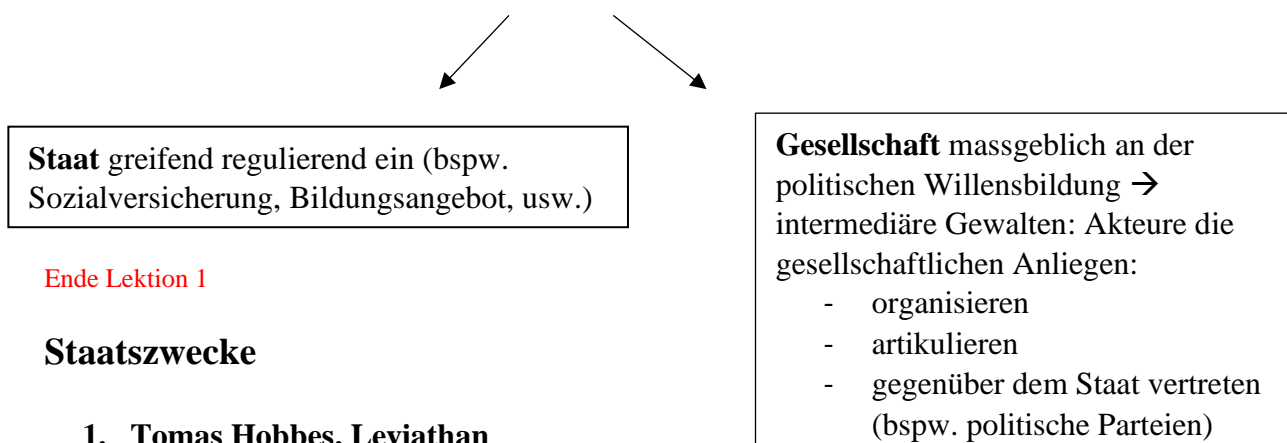 Staat greifend regulierend ein (bspw.
Sozialversicherung, Bildungsangebot, usw.)
Gesellschaft massgeblich an der
politischen Willensbildung →
intermediäre Gewalten: Akteure die
gesellschaftlichen Anliegen:
- organisieren
- artikulieren
- gegenüber dem Staat vertreten
(bspw. politische Parteien)
Ende Lektion 1
Staatszwecke
1. Tomas Hobbes, Leviathan